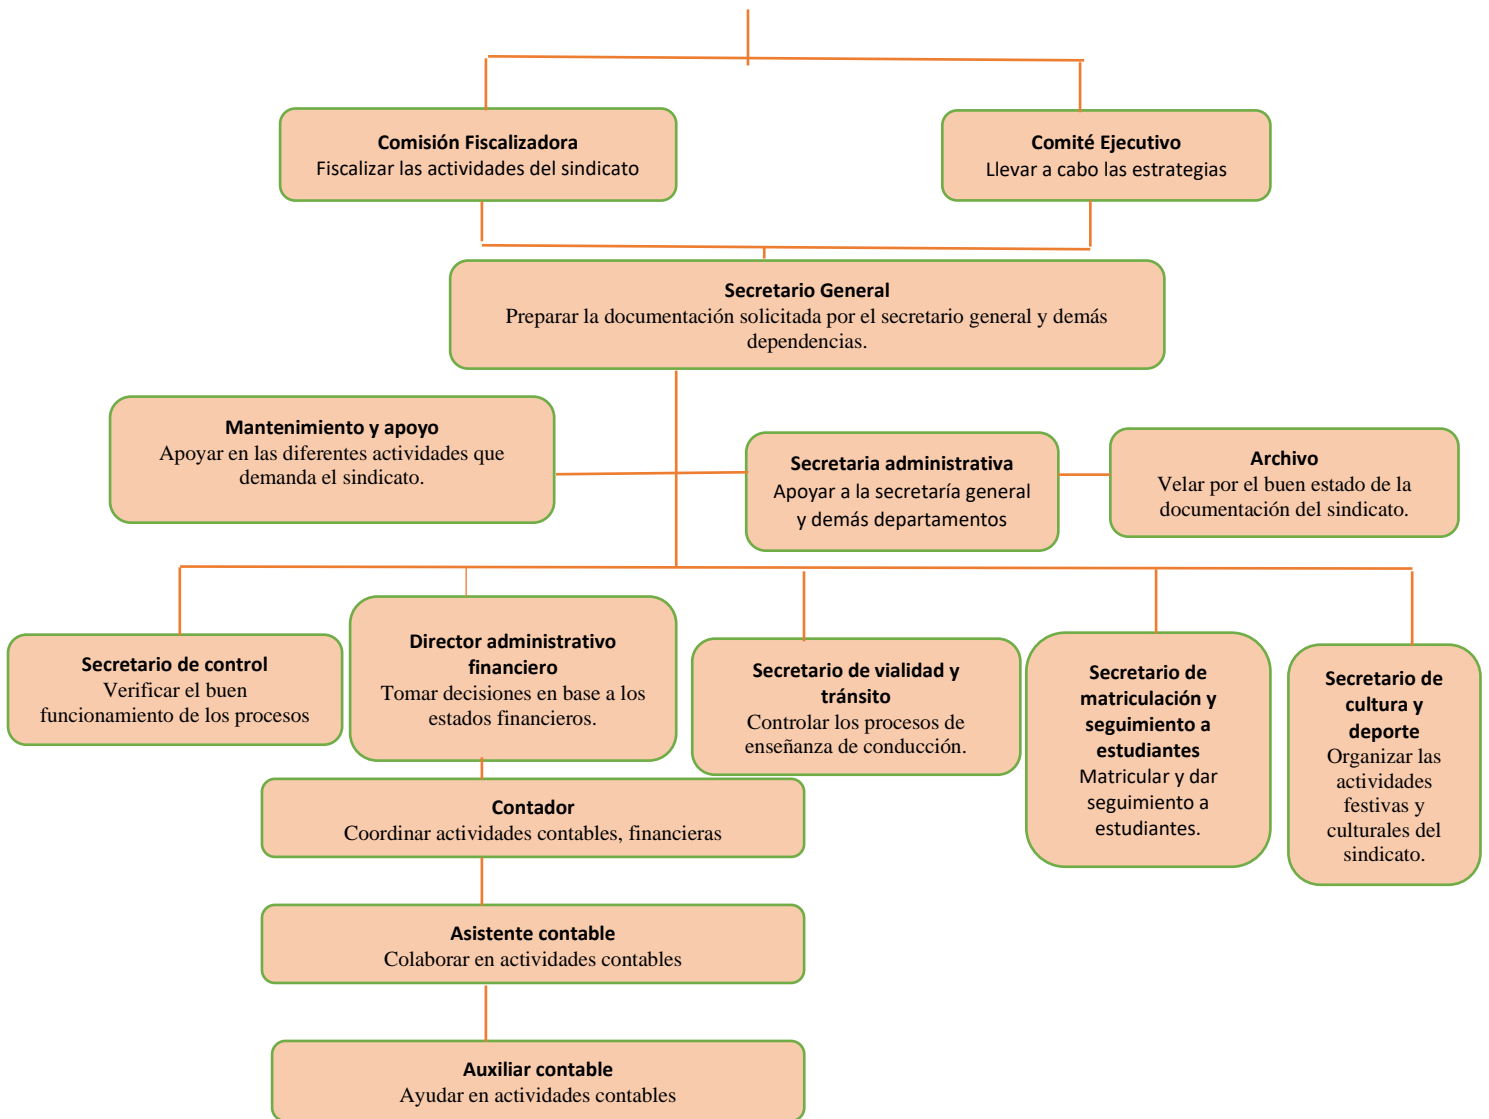 Comisión Fiscalizadora
Fiscalizar las actividades del sindicato
Comité Ejecutivo
Llevar a cabo las estrategias
Secretario General
Preparar la documentación solicitada por el secretario general y demás
dependencias.
Mantenimiento y apoyo
Apoyar en las diferentes actividades que
demanda el sindicato.
Secretaria administrativa
Apoyar a la secretaría general
y demás departamentos
Archivo
Velar por el buen estado de la
documentación del sindicato.
Secretario de control
Verificar el buen
funcionamiento de los procesos
Director administrativo
financiero
Tomar decisiones en base a los
estados financieros.
Secretario de vialidad y
tránsito
Controlar los procesos de
enseñanza de conducción.
Secretario de
matriculación y
seguimiento a
estudiantes
Matricular y dar
seguimiento a
estudiantes.
Secretario de
cultura y
deporte
Organizar las
actividades
festivas y
culturales del
sindicato.
Contador
Coordinar actividades contables, financieras
Asistente contable
Colaborar en actividades contables
Auxiliar contable
Ayudar en actividades contables